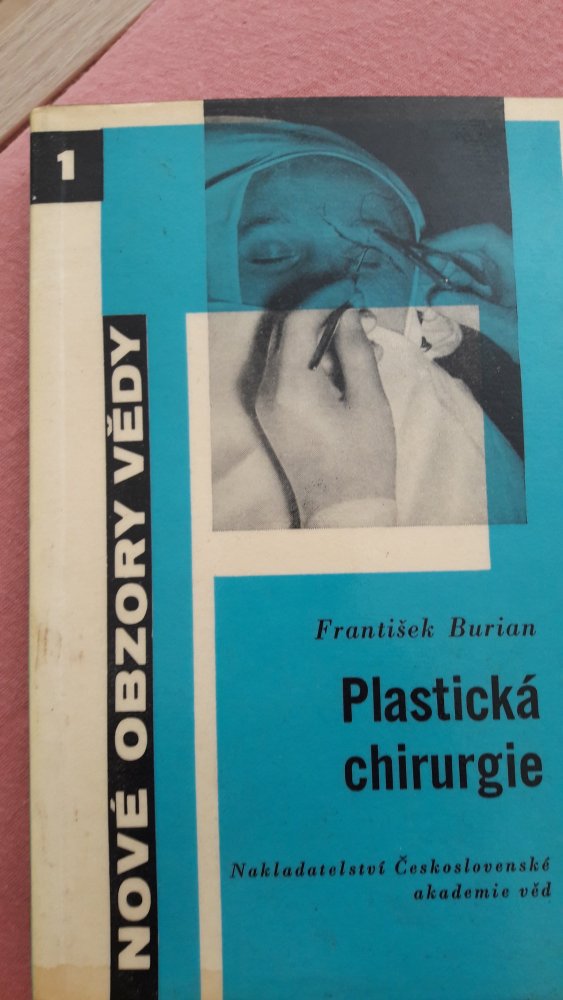 1
NOVÉ OBZORY VĚDY
František Burian
Plastická
chirurgie
Nakladatelství Československé
akademie věd